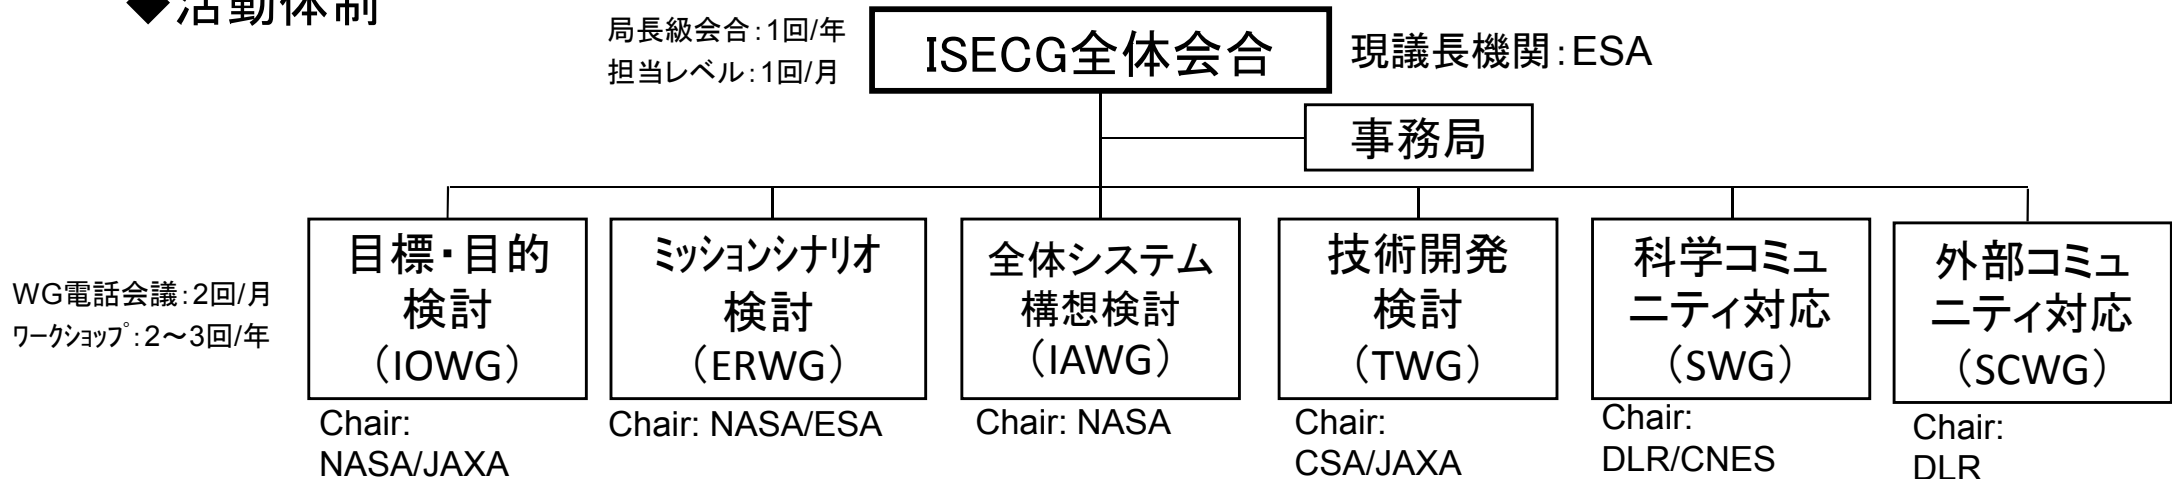 ◆活動体制
局長級会合：1回/年
担当レベル：1回/月
ISECG全体会合
現議長機関：ESA
事務局
WG電話会議：2回/月
ﾜｰｸｼｮｯﾌﾟ：2～3回/年
目標・目的
検討
（IOWG）
Chair:
NASA/JAXA
ﾐｯｼｮﾝｼﾅﾘｵ
検討
（ERWG）
Chair: NASA/ESA
全体システム
構想検討
（IAWG）
Chair: NASA
技術開発
検討
（TWG）
Chair:
CSA/JAXA
科学コミュ
ニティ対応
（SWG）
Chair:
DLR/CNES
外部コミュ
ニティ対応
（SCWG）
Chair:
DLR